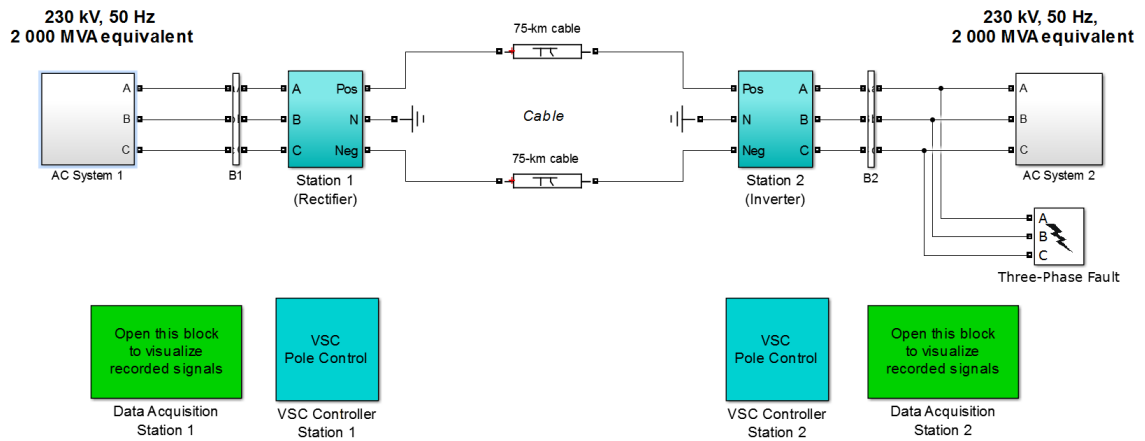 230 kV, 50 Hz
2 000 MVA equivalent
230 kV, 50 Hz,
2 000 MVA equivalent
75-km cable
A
B
C
AC System 1
B1
A
B
C
Pos
N
Neg
Station 1
(Rectifier)
Cable
75-km cable
Pos
N
Neg
A
B
C
Station 2
(Inverter)
B2
A
B
C
AC System 2
A
B
C
Three-Phase Fault
Open this block
to visualize
recorded signals
Data Acquisition
Station 1
VSC
Pole Control
VSC Controller
Station 1
VSC
Pole Control
VSC Controller
Station 2
Open this block
to visualize
recorded signals
Data Acquisition
Station 2